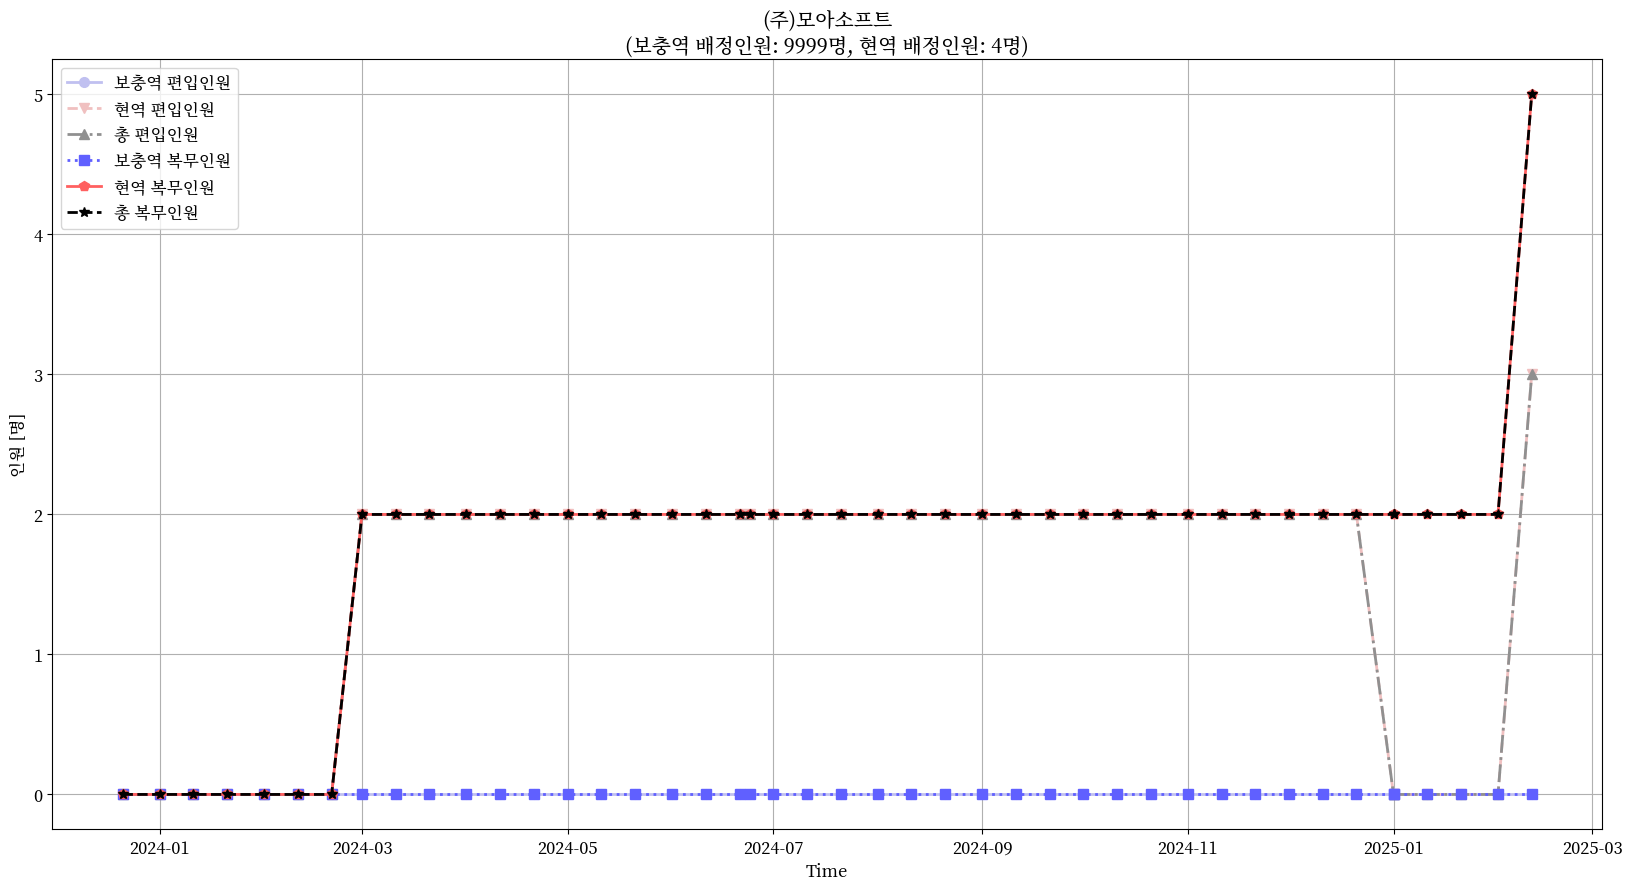 (주)모아소프트
(보충역 배정인원: 9999명, 현역 배정인원: 4명)
보충역 편입인원
현역 편입인원
총 편입인원
보충역 복무인원
현역 복무인원
총 복무인원
5
4
3
2
1
0
인원 [명]
2024-01 2024-03 2024-05 2024-07 2024-09 2024-11 2025-01 2025-03
Time